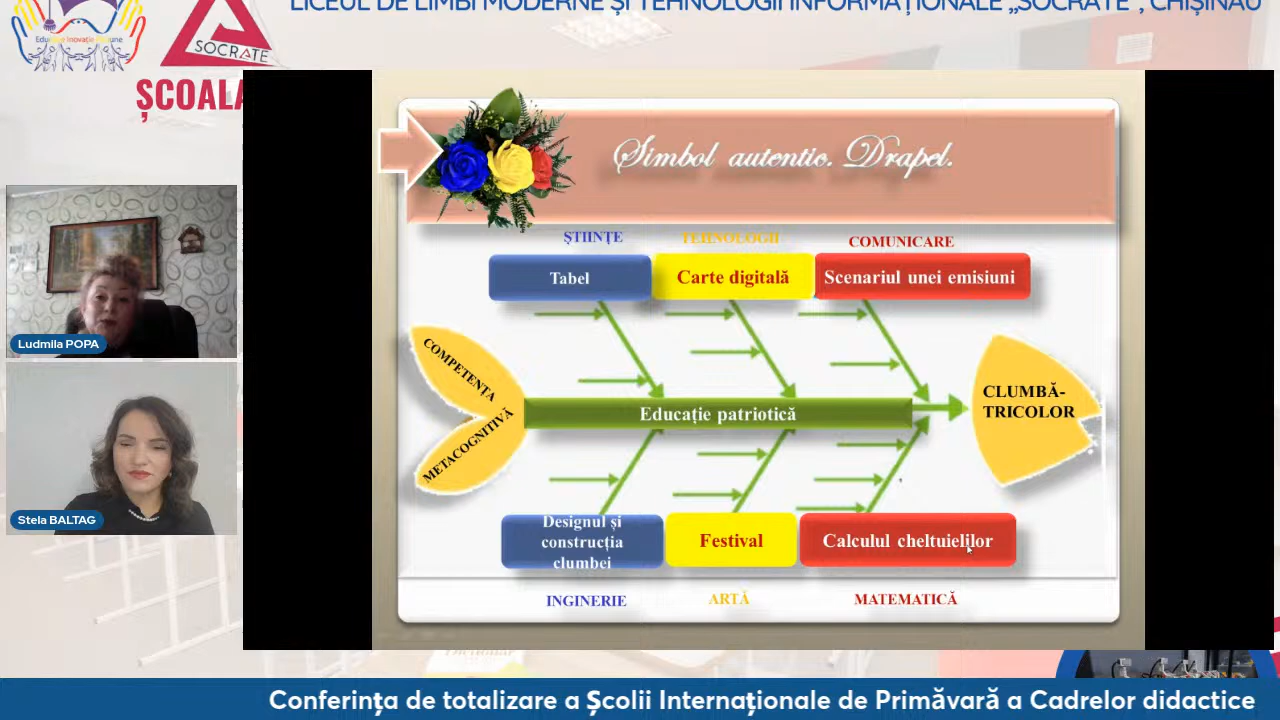 LICEUL DE LIMBI MODERNE ȘI TEHNOLOGII INFORMAȚIONALE „SOCRATE", CHIȘINĂU
SOCRATE
ȘCOALA
Simbol autentic. Drapel.
ȘTIINȚE
TEHNOLOGII
COMUNICARE
Tabel
Carte digitală
Scenariul unei emisiuni
COMPETENȚA
METACOGNITIVĂ
Educație patriotică
CLUMBĂ-
TRICOLOR
Designul și
construcția
clumbei
Festival
Calculul cheltuielilor
INGINERIE
ARTĂ
MATEMATICĂ
Ludmila POPA
Stela BALTAG
Conferința de totalizare a Școlii Internaționale de Primăvară a Cadrelor didactice